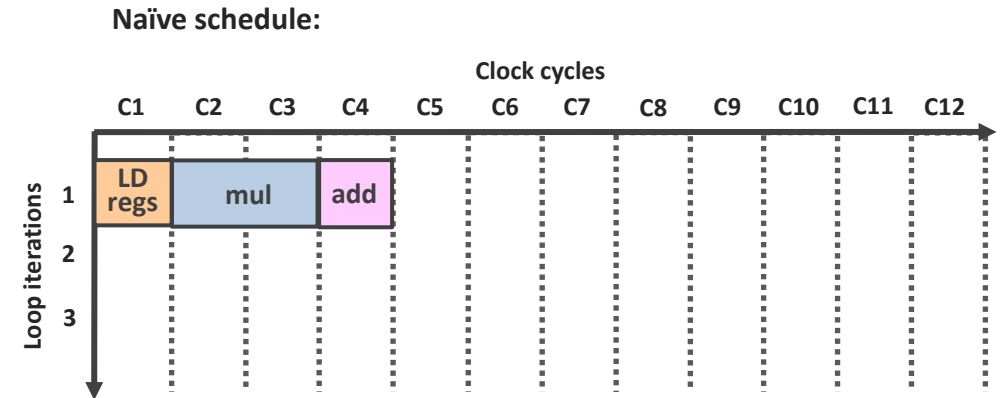 Naïve schedule:
Clock cycles
C1 C2 C3 C4 C5 C6 C7 C8 C9 C10 C11 C12
Loop iterations
1
LD
regs
mul
add
2
3